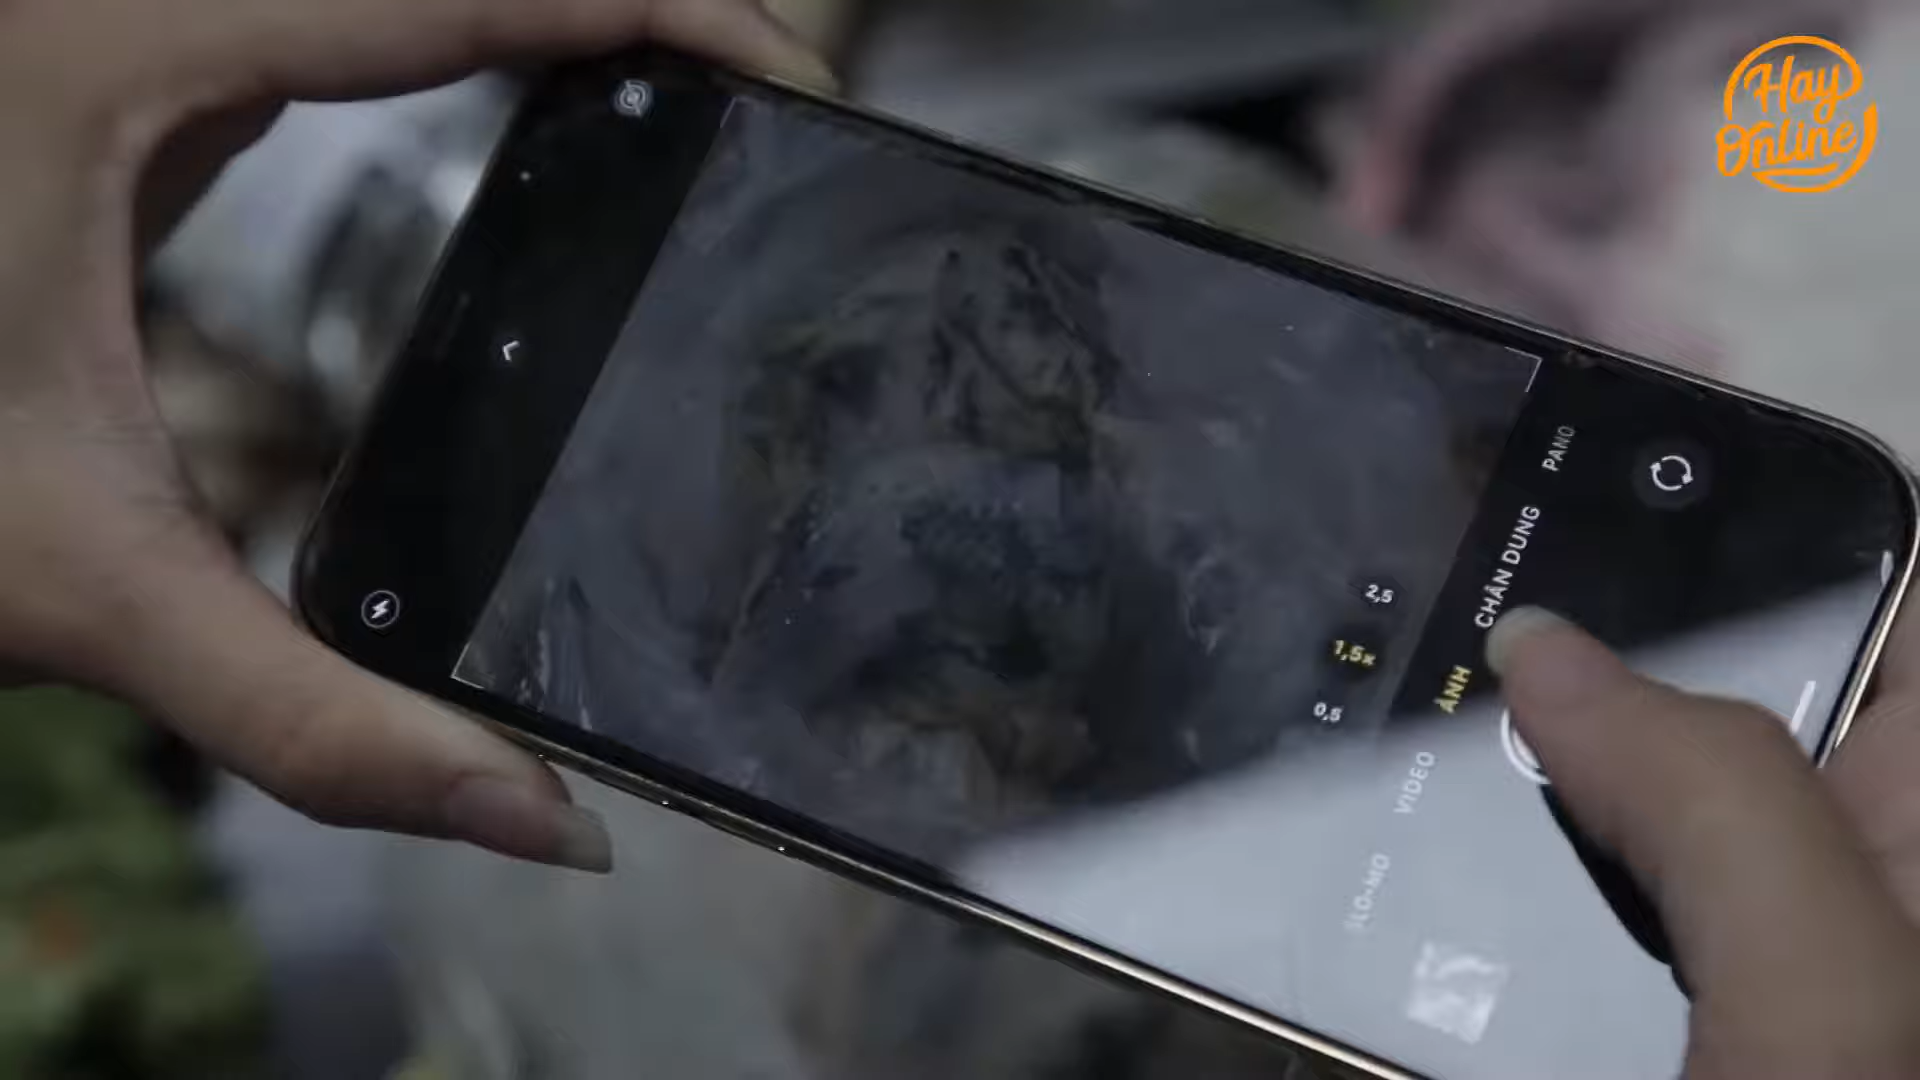 Hay
Online
PANO
CHÂN DUNG
ẢNH
VIDEO
SLO-MO
2,5
1,5x
0,5